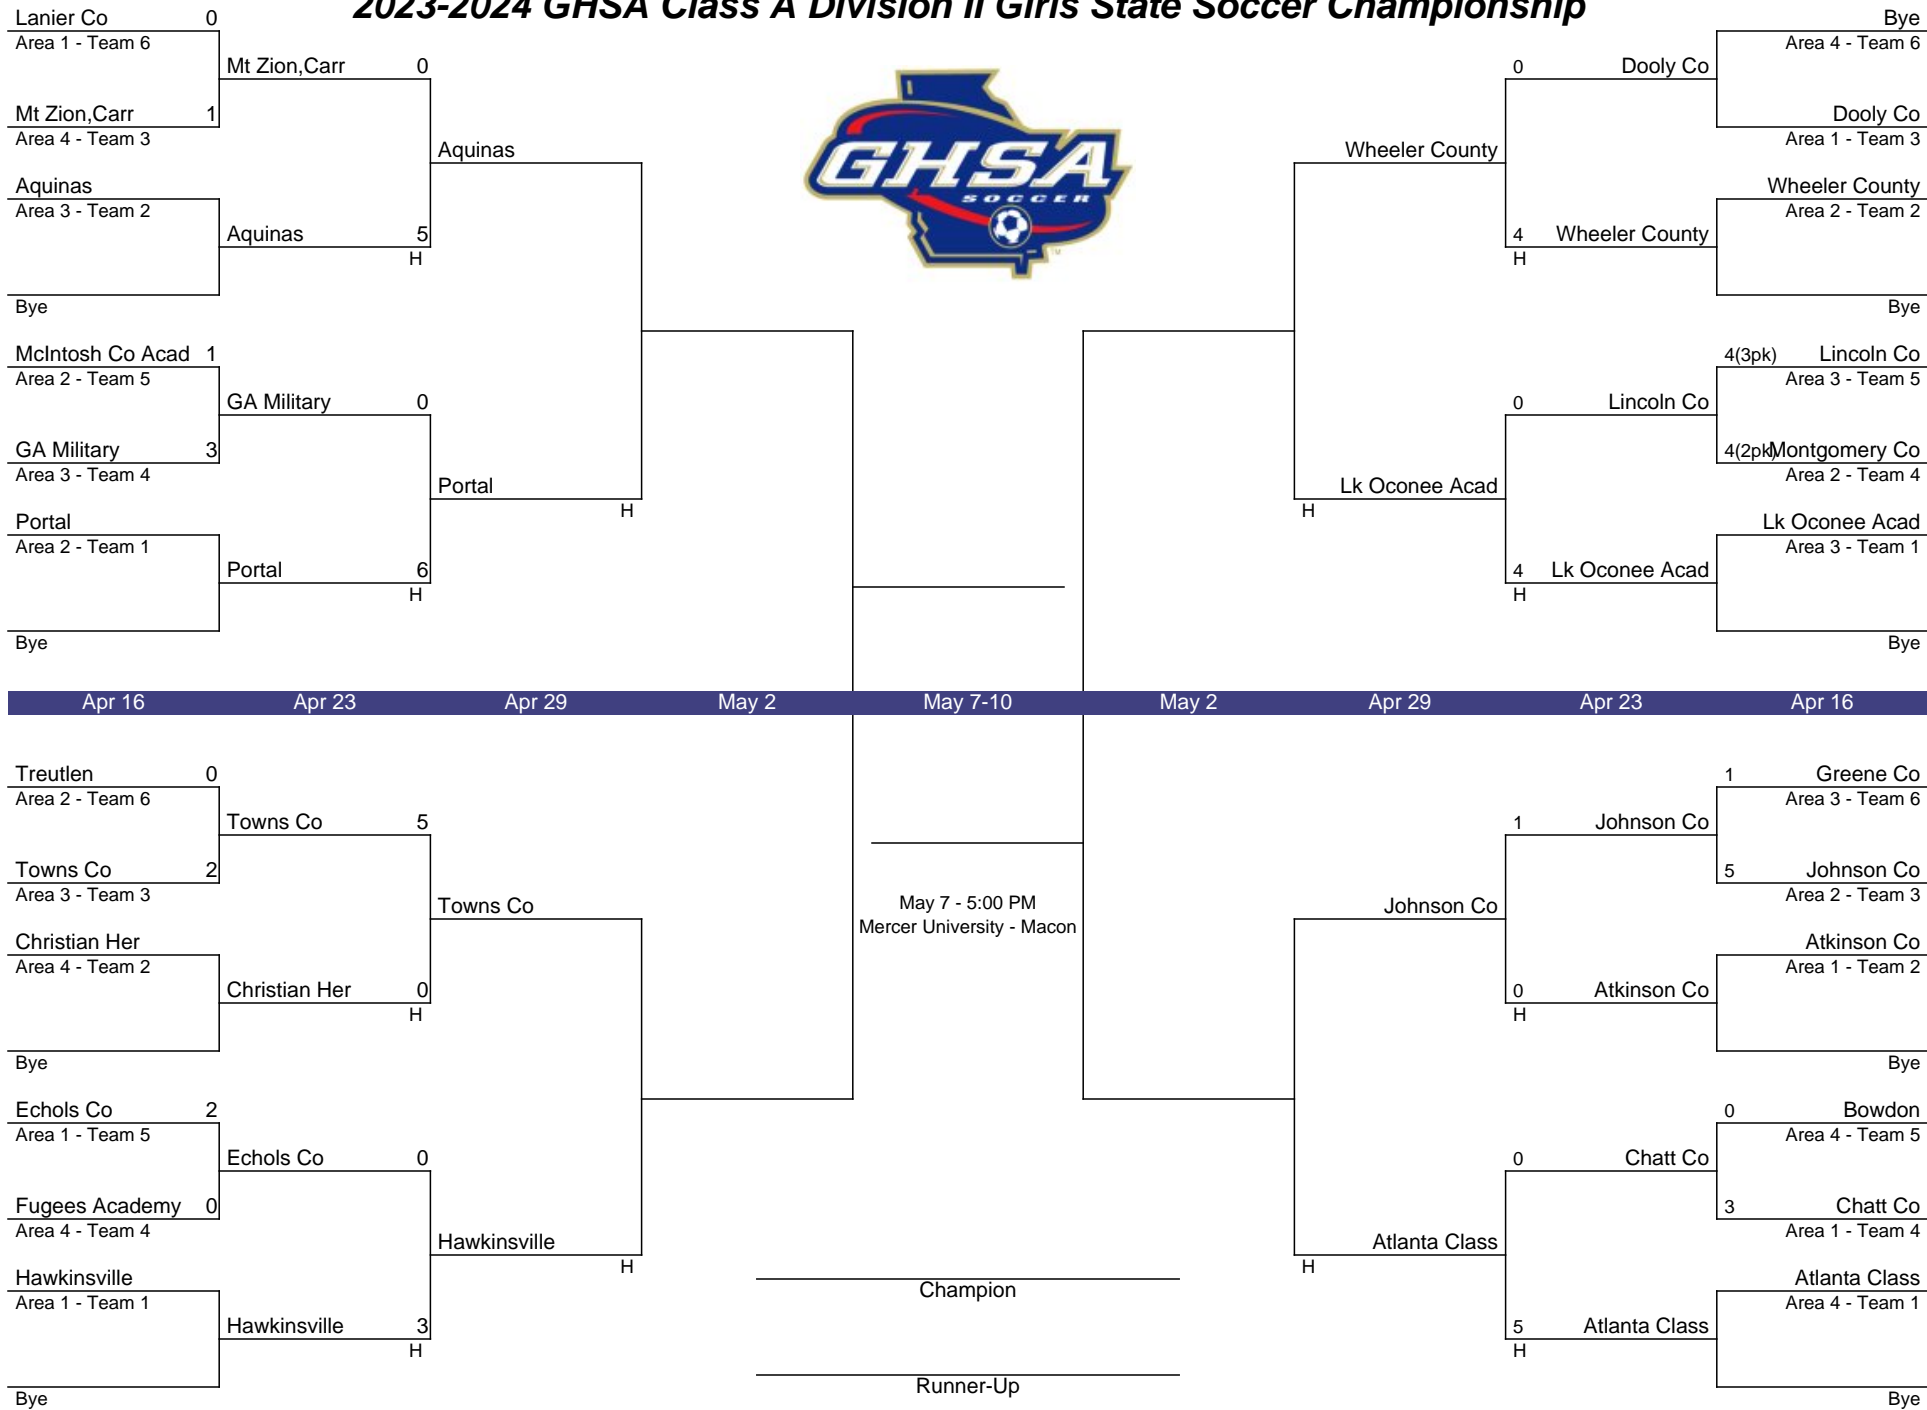 2023-2024 GHSA Class A Division II Girls State Soccer Championship
Lanier Co 0
Area 1 - Team 6
Mt Zion,Carr 0
Mt Zion,Carr 1
Area 4 - Team 3
Aquinas
Aquinas
Area 3 - Team 2
Aquinas 5
H
Bye
McIntosh Co Acad 1
Area 2 - Team 5
GA Military 0
GA Military 3
Area 3 - Team 4
Portal
H
Portal
Area 2 - Team 1
Portal 6
H
Bye
GHSA
SOCCER
TM
Bye
Area 4 - Team 6
0 Dooly Co
Dooly Co
Area 1 - Team 3
Wheeler County
Wheeler County
Area 2 - Team 2
4 Wheeler County
H
Bye
4(3pk) Lincoln Co
Area 3 - Team 5
0 Lincoln Co
4(2pk) Montgomery Co
Area 2 - Team 4
Lk Oconee Acad
H
Lk Oconee Acad
Area 3 - Team 1
4 Lk Oconee Acad
H
Bye
Apr 16 Apr 23 Apr 29 May 2 May 7-10 May 2 Apr 29 Apr 23 Apr 16
Treutlen 0
Area 2 - Team 6
Towns Co 5
Towns Co 2
Area 3 - Team 3
Towns Co
Christian Her
Area 4 - Team 2
Christian Her 0
H
Bye
Echols Co 2
Area 1 - Team 5
Echols Co 0
Fugees Academy 0
Area 4 - Team 4
Hawkinsville
H
Hawkinsville
Area 1 - Team 1
Hawkinsville 3
H
Bye
May 7 - 5:00 PM
Mercer University - Macon
Champion
Runner-Up
1 Greene Co
Area 3 - Team 6
1 Johnson Co
5 Johnson Co
Area 2 - Team 3
Johnson Co
Atkinson Co
Area 1 - Team 2
0 Atkinson Co
H
Bye
0 Bowdon
Area 4 - Team 5
0 Chatt Co
3 Chatt Co
Area 1 - Team 4
Atlanta Class
H
Atlanta Class
Area 4 - Team 1
5 Atlanta Class
H
Bye